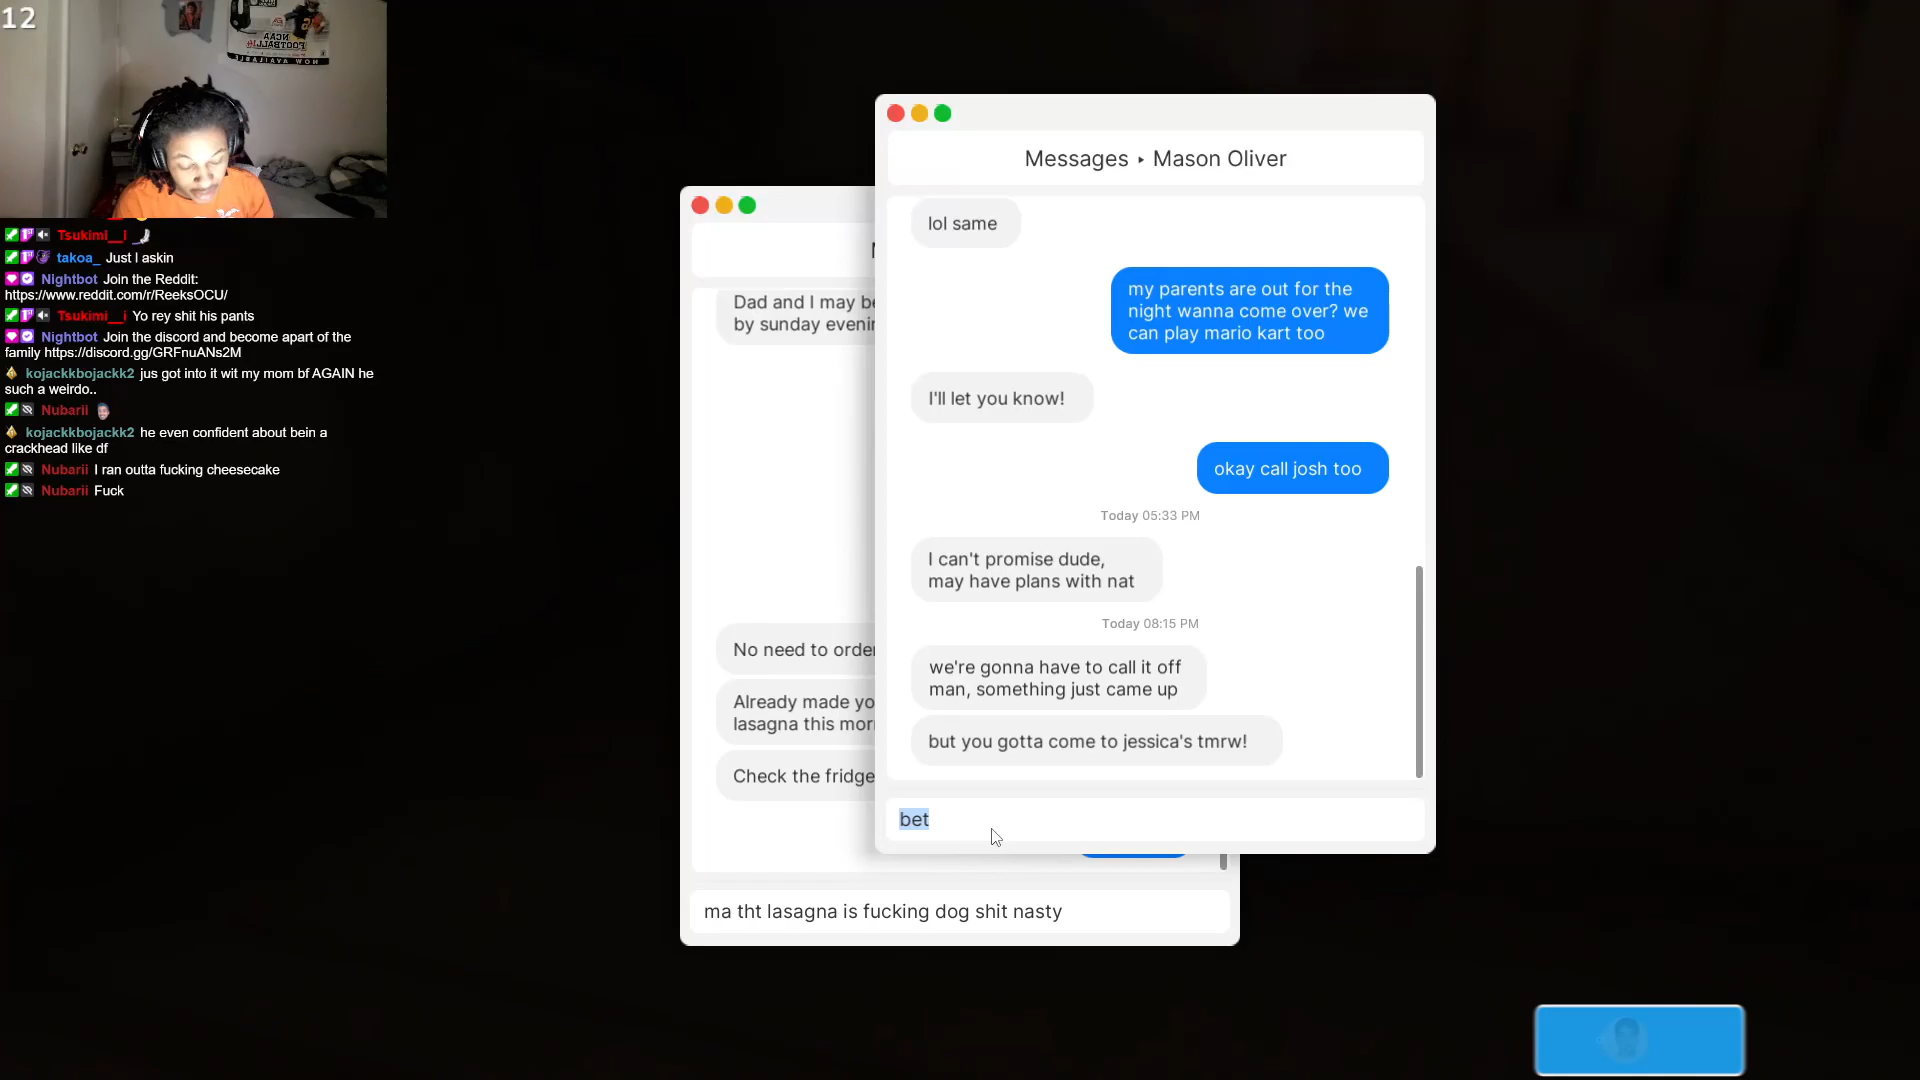 12
NCAA
FOOTBALL 14
NOW AVAILABLE
Tsukimi__i
takoa_ Just I askin
Nightbot Join the Reddit:
https://www.reddit.com/r/ReeksOCU/
Tsukimi__i Yo rey shit his pants
Nightbot Join the discord and become apart of the
family https://discord.gg/GRFnuANs2M
kojackkbojackk2 jus got into it wit my mom bf AGAIN he
such a weirdo..
Nubarii
kojackkbojackk2 he even confident about bein a
crackhead like df
Nubarii I ran outta fucking cheesecake
Nubarii Fuck
Dad and I may be
by sunday evenin
No need to order
Already made yo
lasagna this mor
Check the fridge
ma tht lasagna is fucking dog shit nasty
Messages ‣ Mason Oliver
lol same
my parents are out for the
night wanna come over? we
can play mario kart too
I'll let you know!
okay call josh too
Today 05:33 PM
I can't promise dude,
may have plans with nat
Today 08:15 PM
we're gonna have to call it off
man, something just came up
but you gotta come to jessica's tmrw!
bet